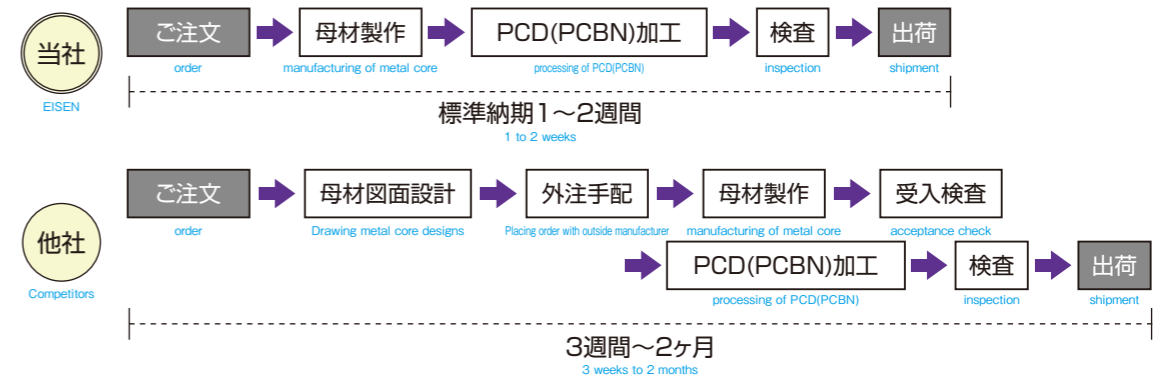 当社
EISEN
ご注文 母材製作 PCD(PCBN)加工 検査 出荷
order manufacturing of metal core processing of PCD(PCBN) inspection shipment
標準納期1〜2週間
1 to 2 weeks
他社
Competitors
ご注文 母材図面設計 外注手配 母材製作 受入検査
order Drawing metal core designs Placing order with outside manufacturer manufacturing of metal core acceptance check
PCD(PCBN)加工 検査 出荷
processing of PCD(PCBN) inspection shipment
3週間〜2ヶ月
3 weeks to 2 months